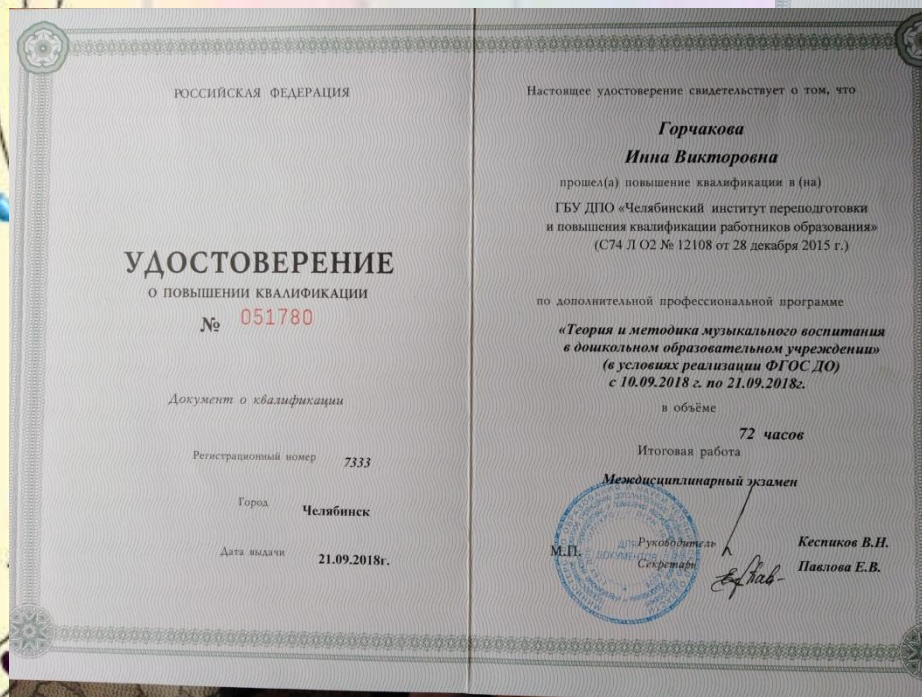 РОССИЙСКАЯ ФЕДЕРАЦИЯ
УДОСТОВЕРЕНИЕ
О ПОВЫШЕНИИ КВАЛИФИКАЦИИ
№ 051780
Документ о квалификации
Регистрационный номер 7333
Город Челябинск
Дата выдачи 21.09.2018г.
Настоящее удостоверение свидетельствует о том, что
Горчакова
Инна Викторовна
прошел(а) повышение квалификации в (на)
ГБУ ДПО «Челябинский институт переподготовки
и повышения квалификации работников образования»
(С74 Л О2 № 12108 от 28 декабря 2015 г.)
по дополнительной профессиональной программе
«Теория и методика музыкального воспитания
в дошкольном образовательном учреждении»
(в условиях реализации ФГОС ДО)
с 10.09.2018 г. по 21.09.2018г.
в объёме
72 часов
Итоговая работа
Междисциплинарный экзамен
М.П. Руководитель Кеспиков В.Н.
Секретарь Павлова Е.В.
ДЛЯ
ДОКУМЕНТОВ